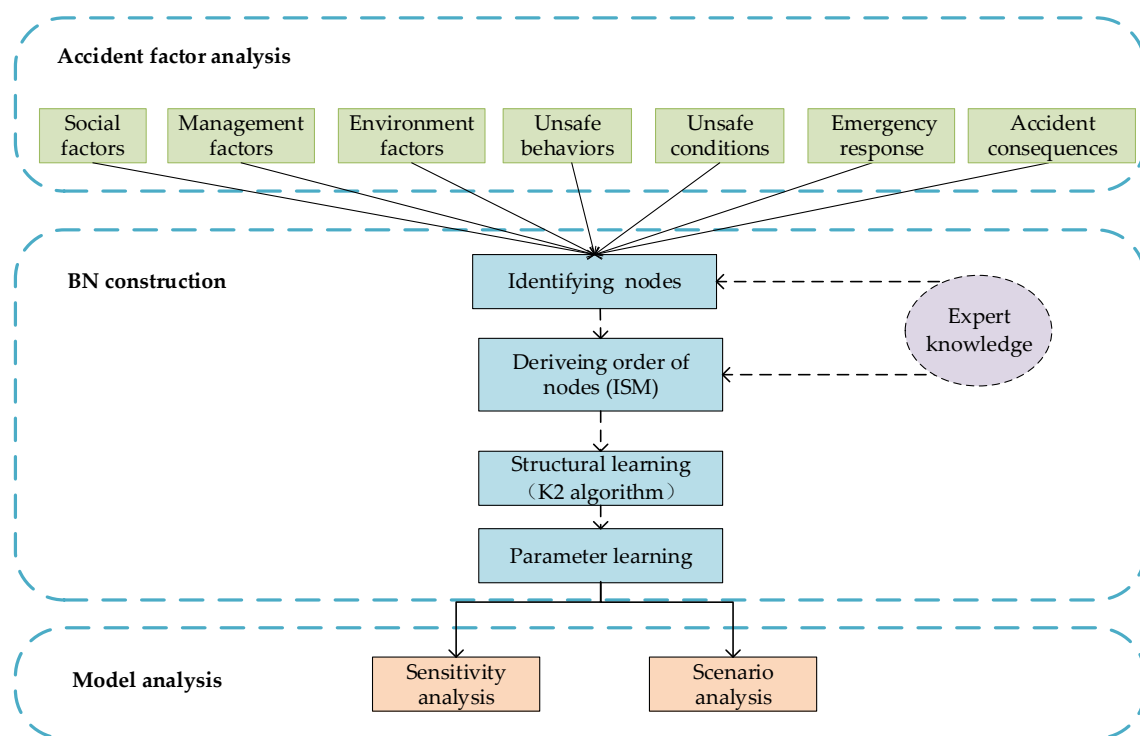 Accident factor analysis
Social
factors
Management
factors
Environment
factors
Unsafe
behaviors
Unsafe
conditions
Emergency
response
Accident
consequences
BN construction
Identifying nodes
Expert
knowledge
Deriveing order of
nodes (ISM)
Structural learning
（K2 algorithm）
Parameter learning
Model analysis
Sensitivity
analysis
Scenario
analysis